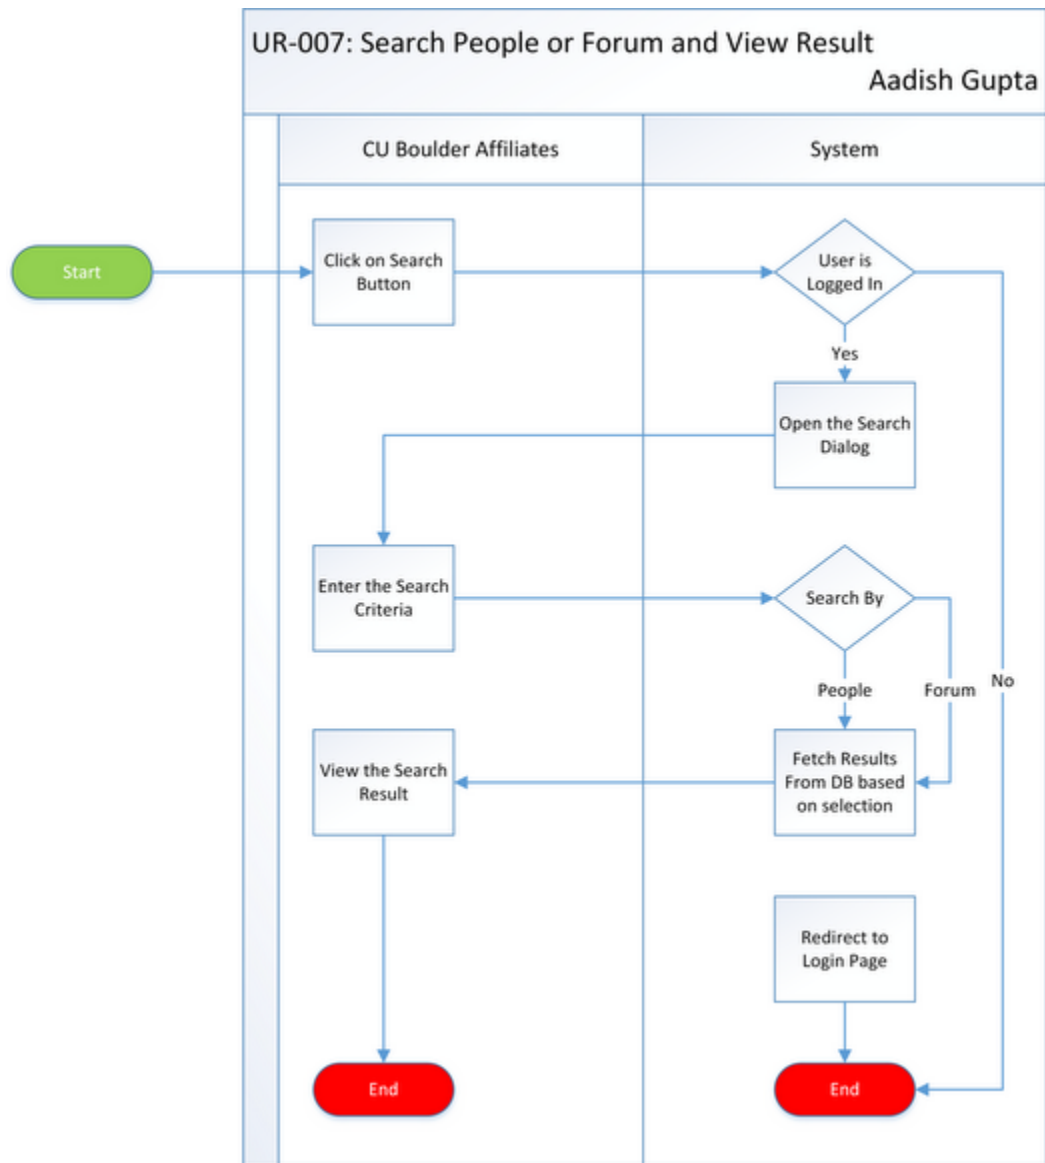 UR-007: Search People or Forum and View Result
Aadish Gupta
CU Boulder Affiliates
System
Start
Click on Search
Button
User is
Logged In
Yes
Open the Search
Dialog
Enter the Search
Criteria
Search By
People
Forum
No
View the Search
Result
Fetch Results
From DB based
on selection
Redirect to
Login Page
End
End